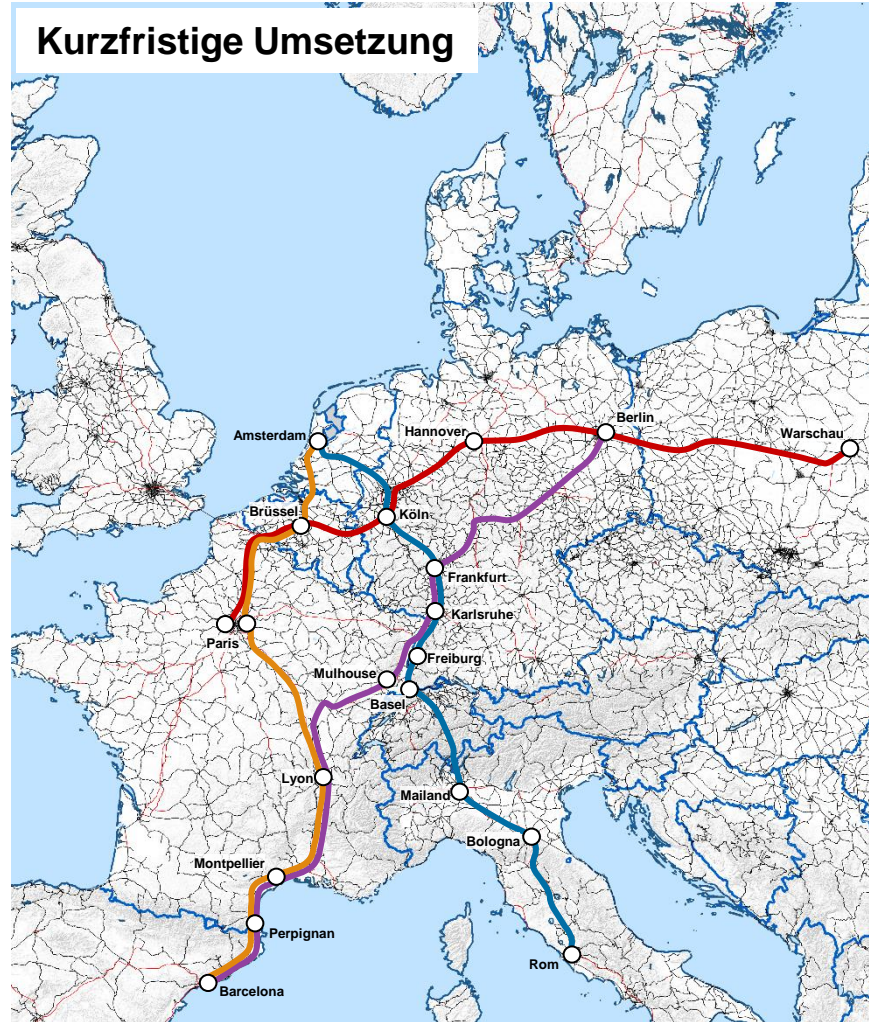 Kurzfristige Umsetzung
Berlin
Amsterdam
Hannover
Warschau
Brüssel
Köln
Frankfurt
Karlsruhe
Paris
Freiburg
Mulhouse
Basel
Lyon
Mailand
Bologna
Montpellier
Perpignan
Rom
Barcelona